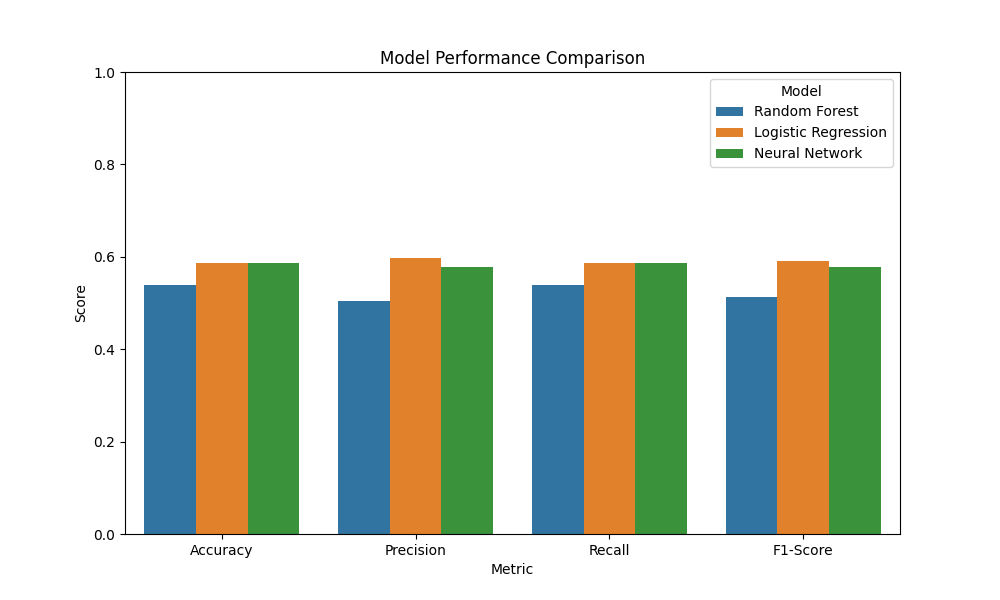 Model Performance Comparison
1.0
0.8
0.6
0.4
0.2
0.0
Score
Model
Random Forest
Logistic Regression
Neural Network
Accuracy
Precision
Recall
F1-Score
Metric